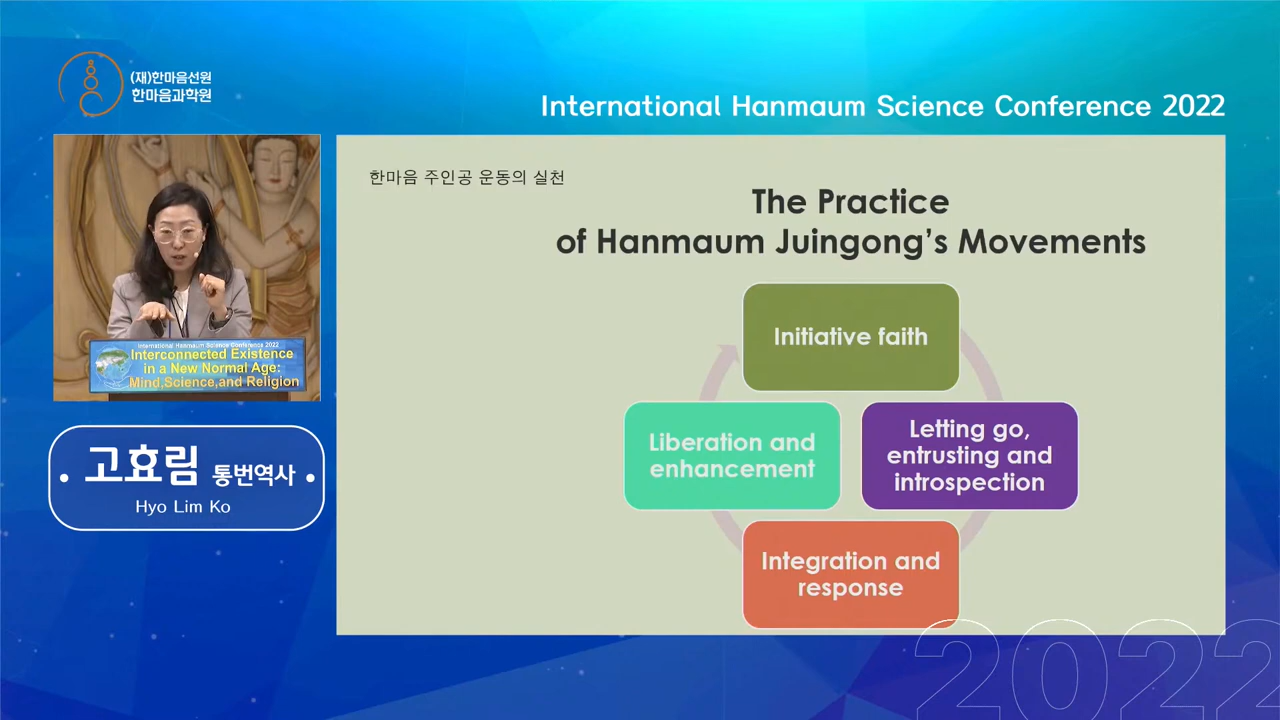 (재)한마음선원
한마음과학원
International Hanmaum Science Conference 2022
한마음 주인공 운동의 실천
The Practice
of Hanmaum Juingong's Movements
Initiative faith
Liberation and
enhancement
Letting go,
entrusting and
introspection
Integration and
response
International Hanmaum Science Conference 2022
Interconnected Existence
in a New Normal Age:
Mind,Science,and Religion
• 고효림 통번역사 •
Hyo Lim Ko
2022